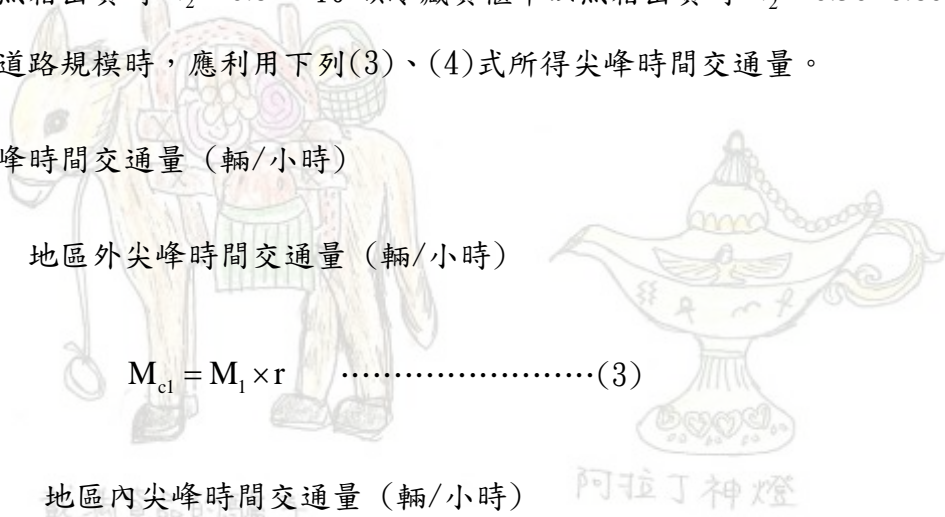 道路規模時，應利用下列(3)、(4)式所得尖峰時間交通量。
峰時間交通量（輛/小時）
地區外尖峰時間交通量（輛/小時）
M_{c1} = M_1 × r ……………………(3)
地區內尖峰時間交通量（輛/小時）
阿拉丁神燈